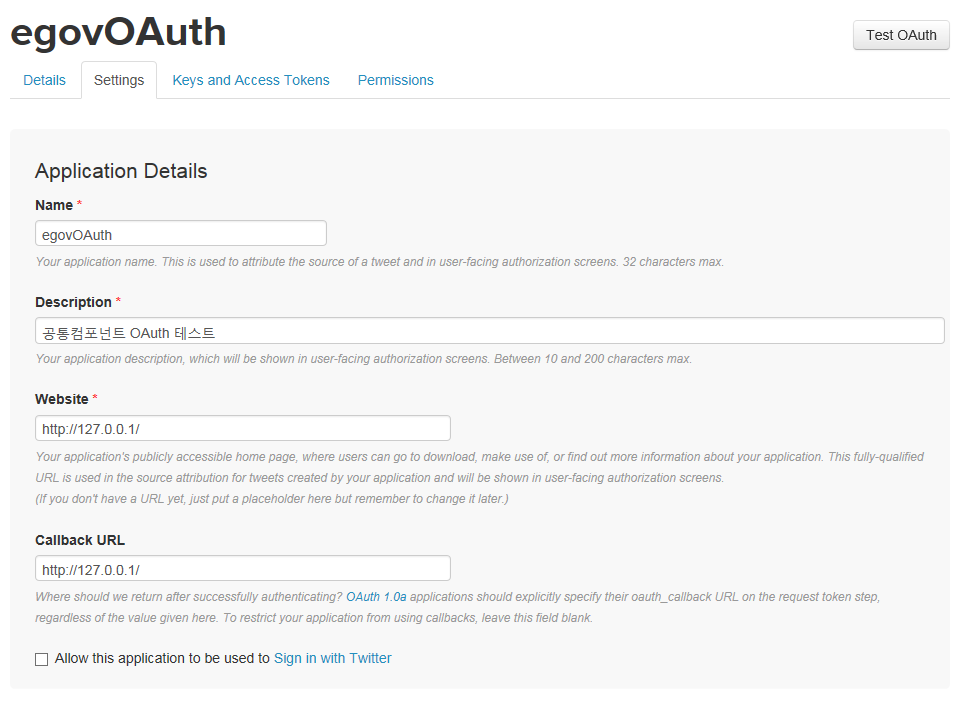 egovOAuth
Test OAuth
Details Settings Keys and Access Tokens Permissions
Application Details
Name *
egovOAuth
Your application name. This is used to attribute the source of a tweet and in user-facing authorization screens. 32 characters max.
Description *
공통컴포넌트 OAuth 테스트
Your application description, which will be shown in user-facing authorization screens. Between 10 and 200 characters max.
Website *
http://127.0.0.1/
Your application's publicly accessible home page, where users can go to download, make use of, or find out more information about your application. This fully-qualified
URL is used in the source attribution for tweets created by your application and will be shown in user-facing authorization screens.
(If you don't have a URL yet, just put a placeholder here but remember to change it later.)
Callback URL
http://127.0.0.1/
Where should we return after successfully authenticating? OAuth 1.0a applications should explicitly specify their oauth_callback URL on the request token step,
regardless of the value given here. To restrict your application from using callbacks, leave this field blank.
Allow this application to be used to Sign in with Twitter